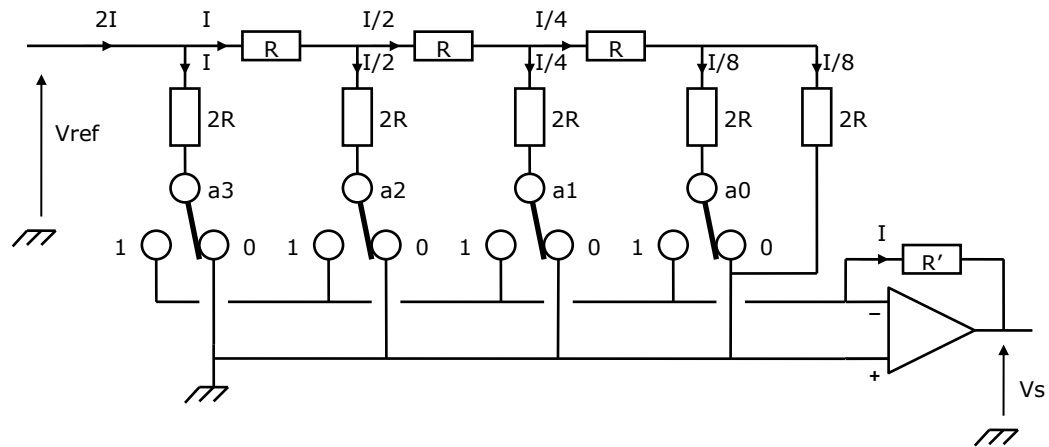 2I I I/2 I/4
R R R
I I/2 I/4 I/8 I/8
2R 2R 2R 2R 2R
Vref
a3 a2 a1 a0
1 0 1 0 1 0 1 0
I
R’
–
+
Vs